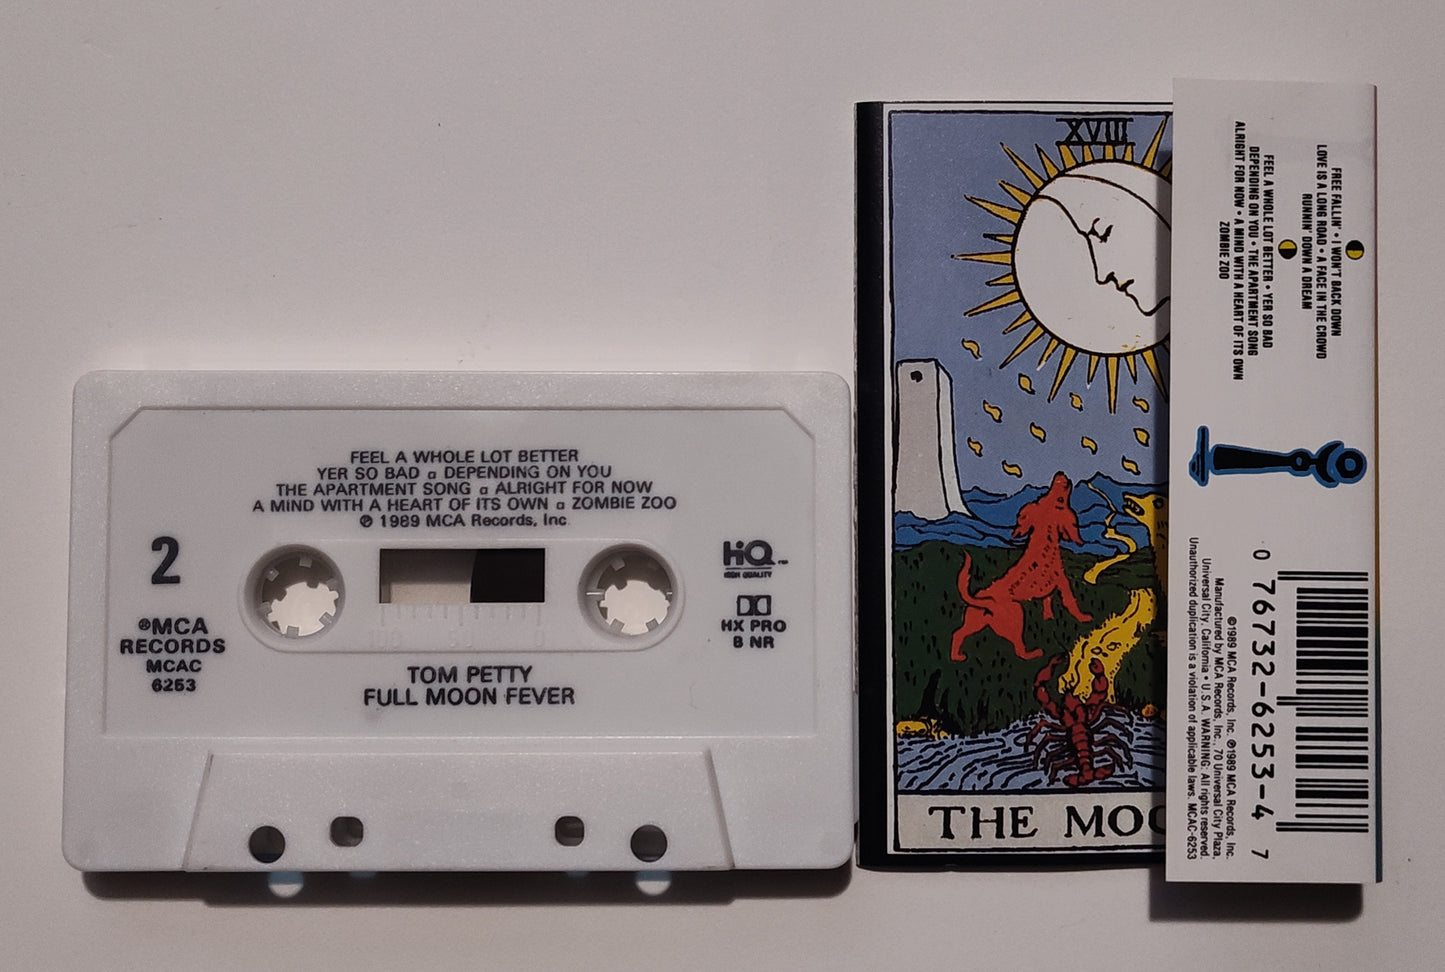 FEEL A WHOLE LOT BETTER
YER SO BAD ▫ DEPENDING ON YOU
THE APARTMENT SONG ▫ ALRIGHT FOR NOW
A MIND WITH A HEART OF ITS OWN ▫ ZOMBIE ZOO
℗ 1989 MCA Records, Inc.
2
®MCA
RECORDS
MCAC
6253
HiQ™
HIGH QUALITY
HX PRO
B NR
TOM PETTY
FULL MOON FEVER
XVIII
THE MOO
FREE FALLIN' • I WON'T BACK DOWN
LOVE IS A LONG ROAD • A FACE IN THE CROWD
RUNNIN' DOWN A DREAM
FEEL A WHOLE LOT BETTER • YER SO BAD
DEPENDING ON YOU • THE APARTMENT SONG
ALRIGHT FOR NOW • A MIND WITH A HEART OF ITS OWN
ZOMBIE ZOO
0 76732-6253-4 7
©1989 MCA Records, Inc. ℗1989 MCA Records, Inc.
Manufactured by MCA Records, Inc., 70 Universal City Plaza,
Universal City, California • U.S.A. WARNING: All rights reserved.
Unauthorized duplication is a violation of applicable laws. MCAC-6253